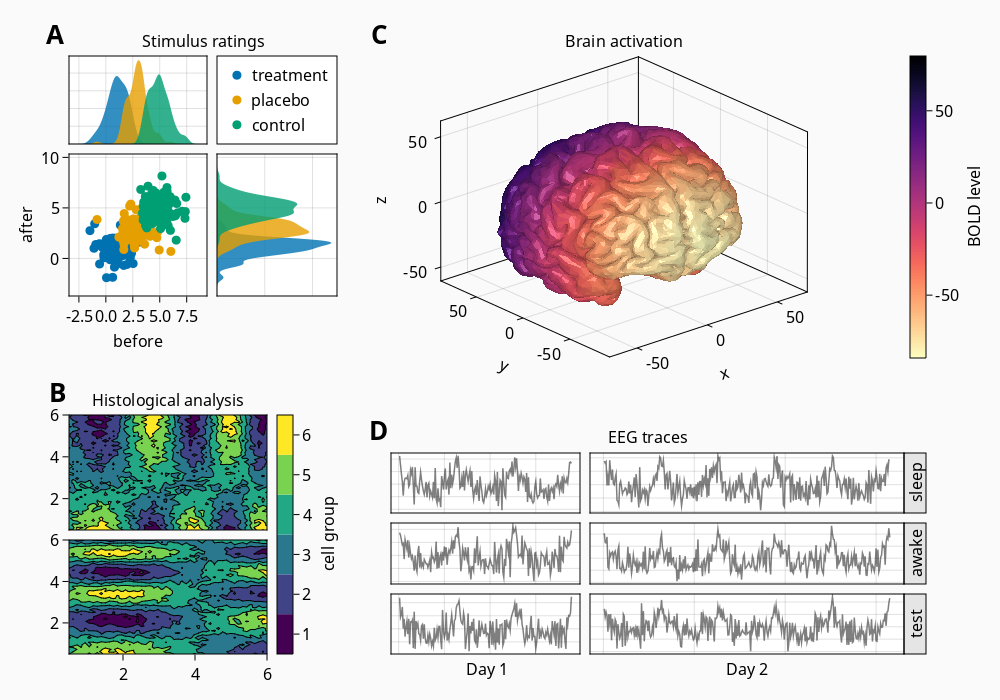 A
Stimulus ratings
treatment
placebo
control
10
5
0
after
-2.5 0.0 2.5 5.0 7.5
before
C
Brain activation
50
0
-50
z
50
0
-50
y
-50
0
50
x
50
0
-50
BOLD level
B
Histological analysis
6
4
2
6
4
2
2 4 6
6
5
4
3
2
1
cell group
D
EEG traces
sleep
awake
test
Day 1 Day 2